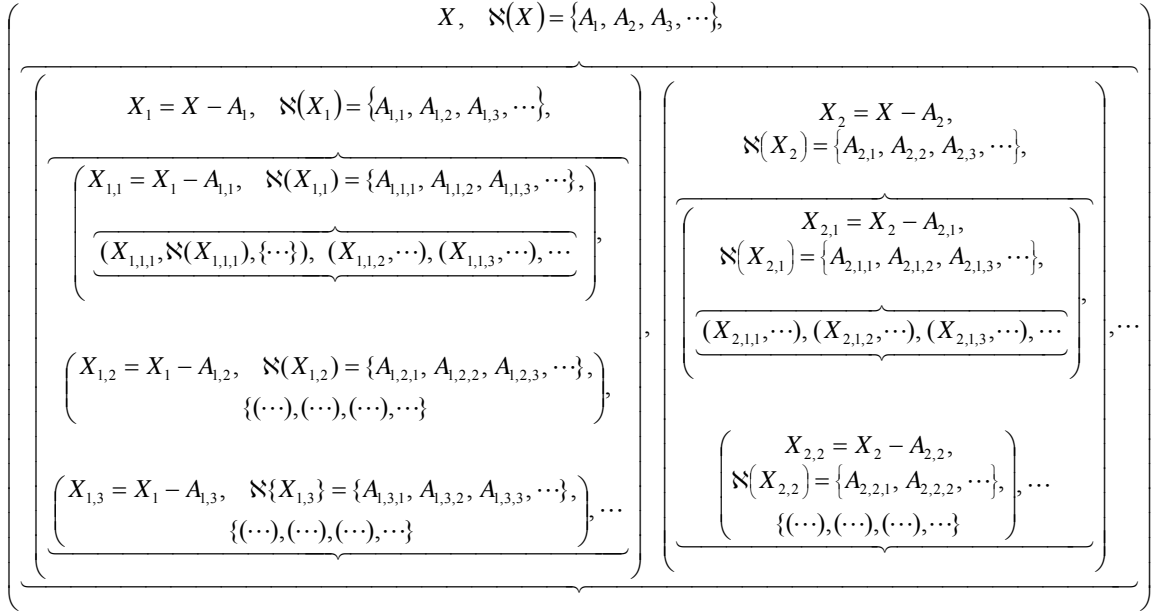 X,   ℵ(X) = {A₁, A₂, A₃, ⋯},
X₁ = X − A₁,   ℵ(X₁) = {A₁,₁, A₁,₂, A₁,₃, ⋯},
(X₁,₁ = X₁ − A₁,₁,   ℵ(X₁,₁) = {A₁,₁,₁, A₁,₁,₂, A₁,₁,₃, ⋯},
{(X₁,₁,₁, ℵ(X₁,₁,₁), {⋯}), (X₁,₁,₂, ⋯), (X₁,₁,₃, ⋯), ⋯}),
(X₁,₂ = X₁ − A₁,₂,   ℵ(X₁,₂) = {A₁,₂,₁, A₁,₂,₂, A₁,₂,₃, ⋯},
{(⋯),(⋯),(⋯),⋯}),
(X₁,₃ = X₁ − A₁,₃,   ℵ{X₁,₃} = {A₁,₃,₁, A₁,₃,₂, A₁,₃,₃, ⋯},
{(⋯),(⋯),(⋯),⋯}), ⋯
,
X₂ = X − A₂,
ℵ(X₂) = {A₂,₁, A₂,₂, A₂,₃, ⋯},
(X₂,₁ = X₂ − A₂,₁,
ℵ(X₂,₁) = {A₂,₁,₁, A₂,₁,₂, A₂,₁,₃, ⋯},
{(X₂,₁,₁, ⋯), (X₂,₁,₂, ⋯), (X₂,₁,₃, ⋯), ⋯}),
(X₂,₂ = X₂ − A₂,₂,
ℵ(X₂,₂) = {A₂,₂,₁, A₂,₂,₂, ⋯},
{(⋯),(⋯),(⋯),⋯}), ⋯
, ⋯